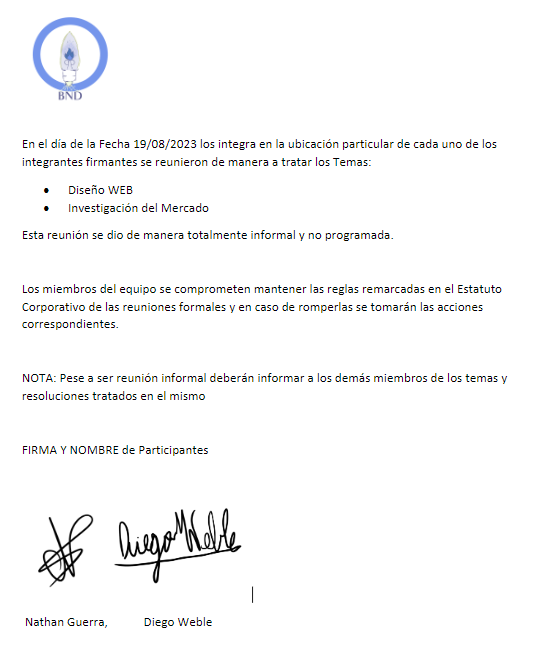 BND
En el día de la Fecha 19/08/2023 los integra en la ubicación particular de cada uno de los
integrantes firmantes se reunieron de manera a tratar los Temas:
• Diseño WEB
• Investigación del Mercado
Esta reunión se dio de manera totalmente informal y no programada.
Los miembros del equipo se comprometen mantener las reglas remarcadas en el Estatuto
Corporativo de las reuniones formales y en caso de romperlas se tomarán las acciones
correspondientes.
NOTA: Pese a ser reunión informal deberán informar a los demás miembros de los temas y
resoluciones tratados en el mismo
FIRMA Y NOMBRE de Participantes
Diego Weble
Nathan Guerra, Diego Weble